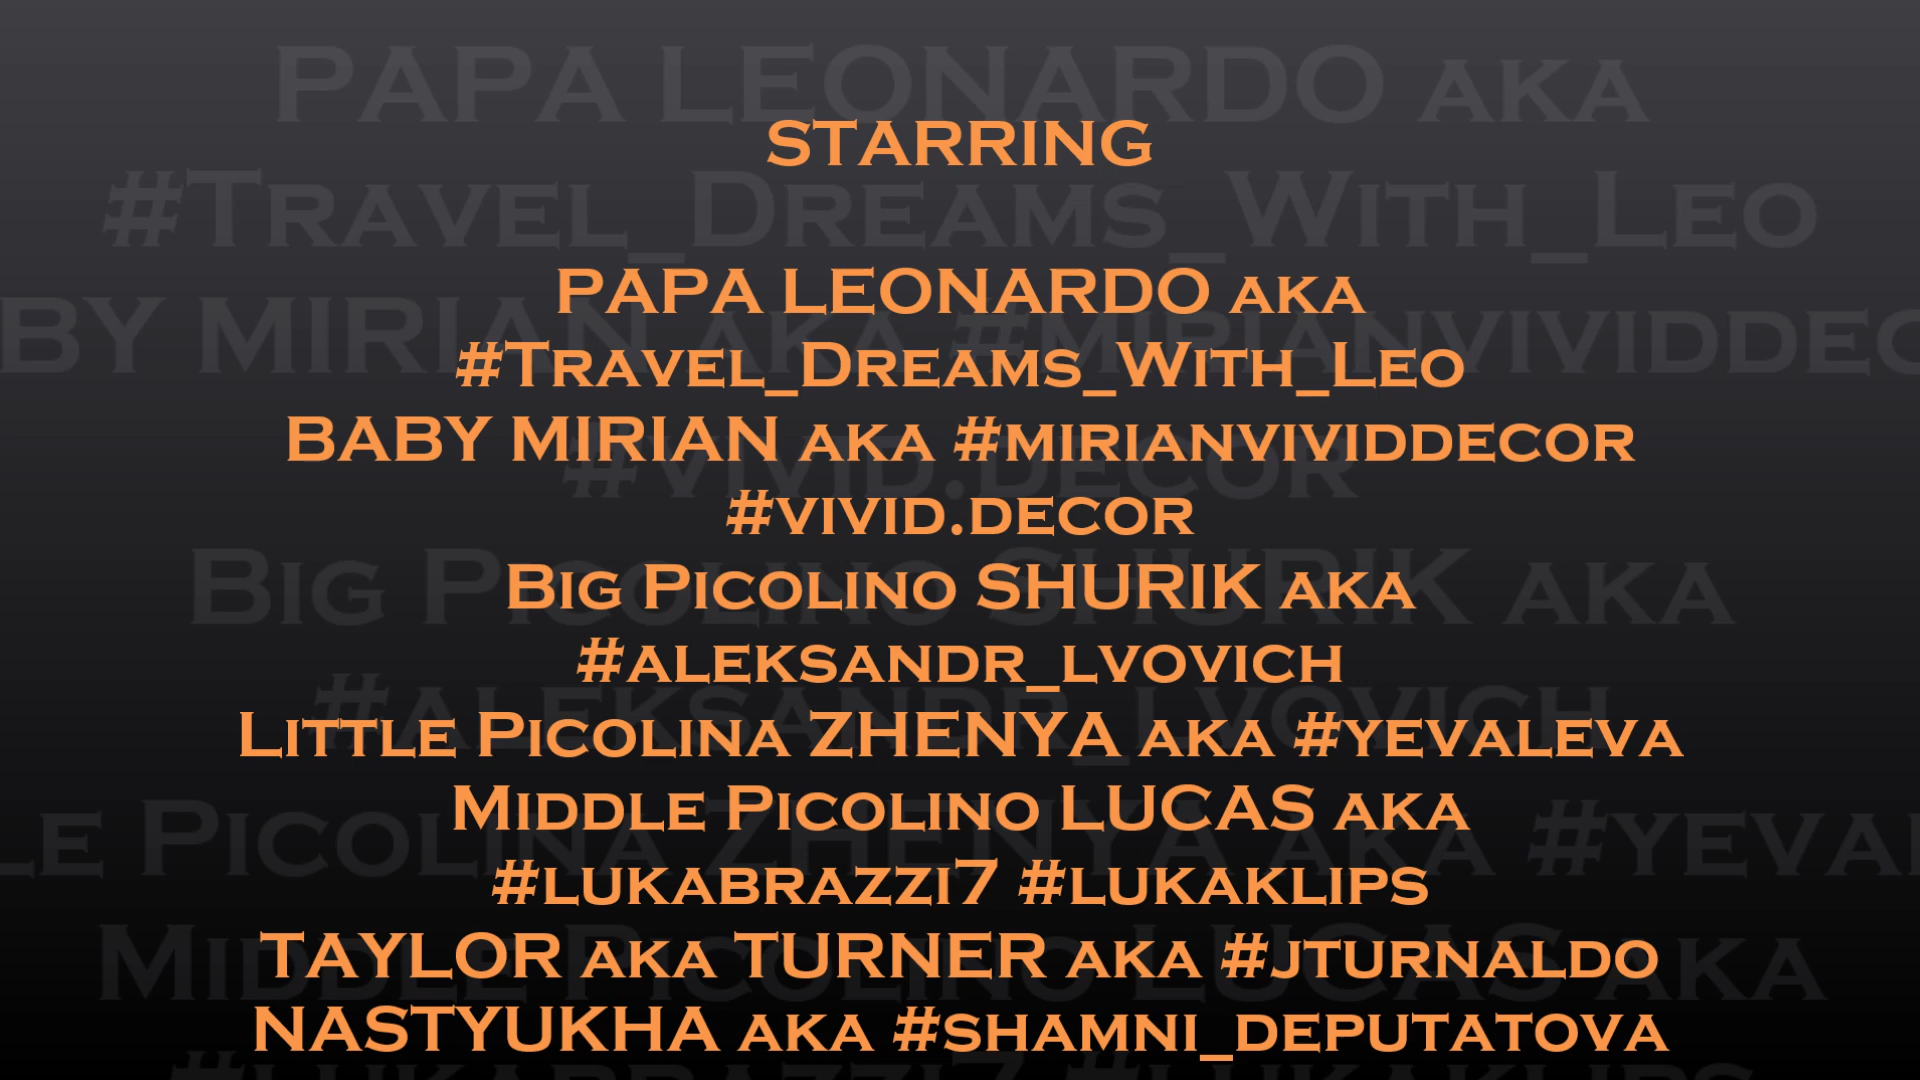 STARRING
PAPA LEONARDO AKA
#TRAVEL_DREAMS_WITH_LEO
BABY MIRIAN AKA #MIRIANVIVIDDECOR
#VIVID.DECOR
BIG PICOLINO SHURIK AKA
#ALEKSANDR_LVOVICH
LITTLE PICOLINA ZHENYA AKA #YEVALEVA
MIDDLE PICOLINO LUCAS AKA
#LUKABRAZZI7 #LUKAKLIPS
TAYLOR AKA TURNER AKA #JTURNALDO
NASTYUKHA AKA #SHAMNI_DEPUTATOVA